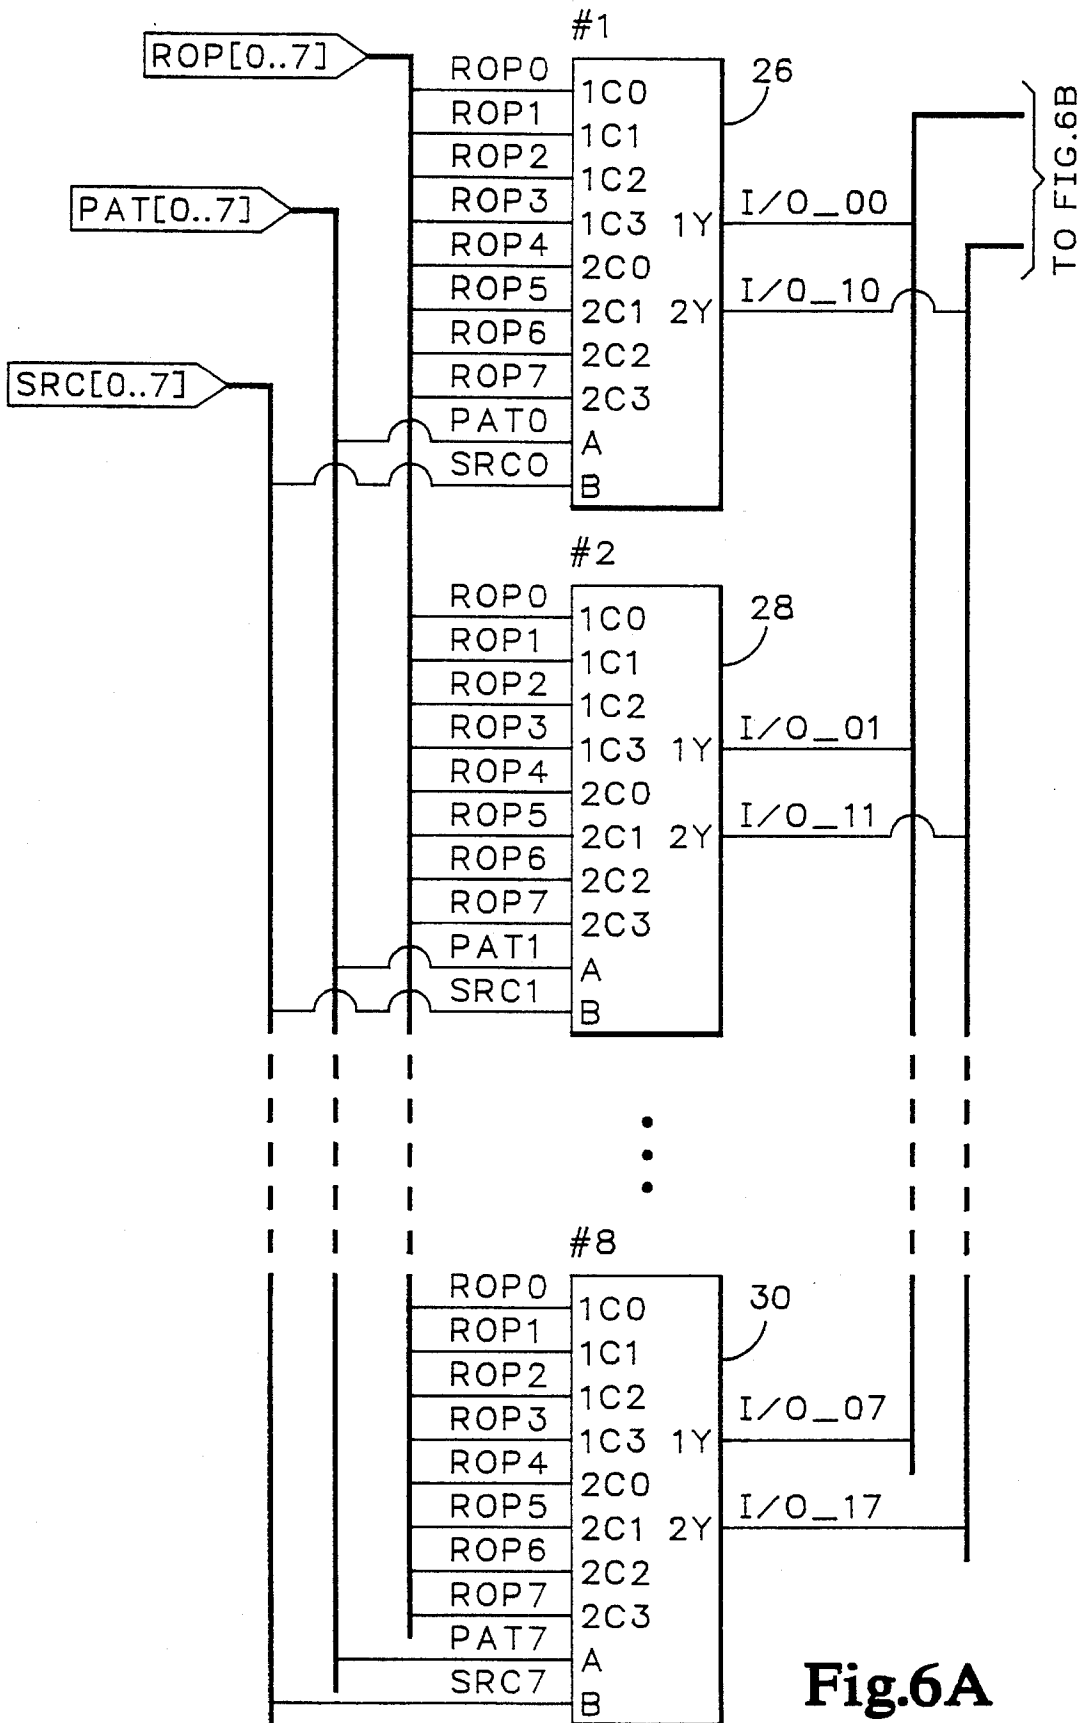 #1
ROP[0..7]
PAT[0..7]
SRC[0..7]
ROP0
ROP1
ROP2
ROP3
ROP4
ROP5
ROP6
ROP7
PAT0
SRC0
1C0
1C1
1C2
1C3 1Y
2C0
2C1 2Y
2C2
2C3
A
B
26
I/O_00
I/O_10
TO FIG.6B
#2
ROP0
ROP1
ROP2
ROP3
ROP4
ROP5
ROP6
ROP7
PAT1
SRC1
1C0
1C1
1C2
1C3 1Y
2C0
2C1 2Y
2C2
2C3
A
B
28
I/O_01
I/O_11
#8
ROP0
ROP1
ROP2
ROP3
ROP4
ROP5
ROP6
ROP7
PAT7
SRC7
1C0
1C1
1C2
1C3 1Y
2C0
2C1 2Y
2C2
2C3
A
B
30
I/O_07
I/O_17
Fig.6A